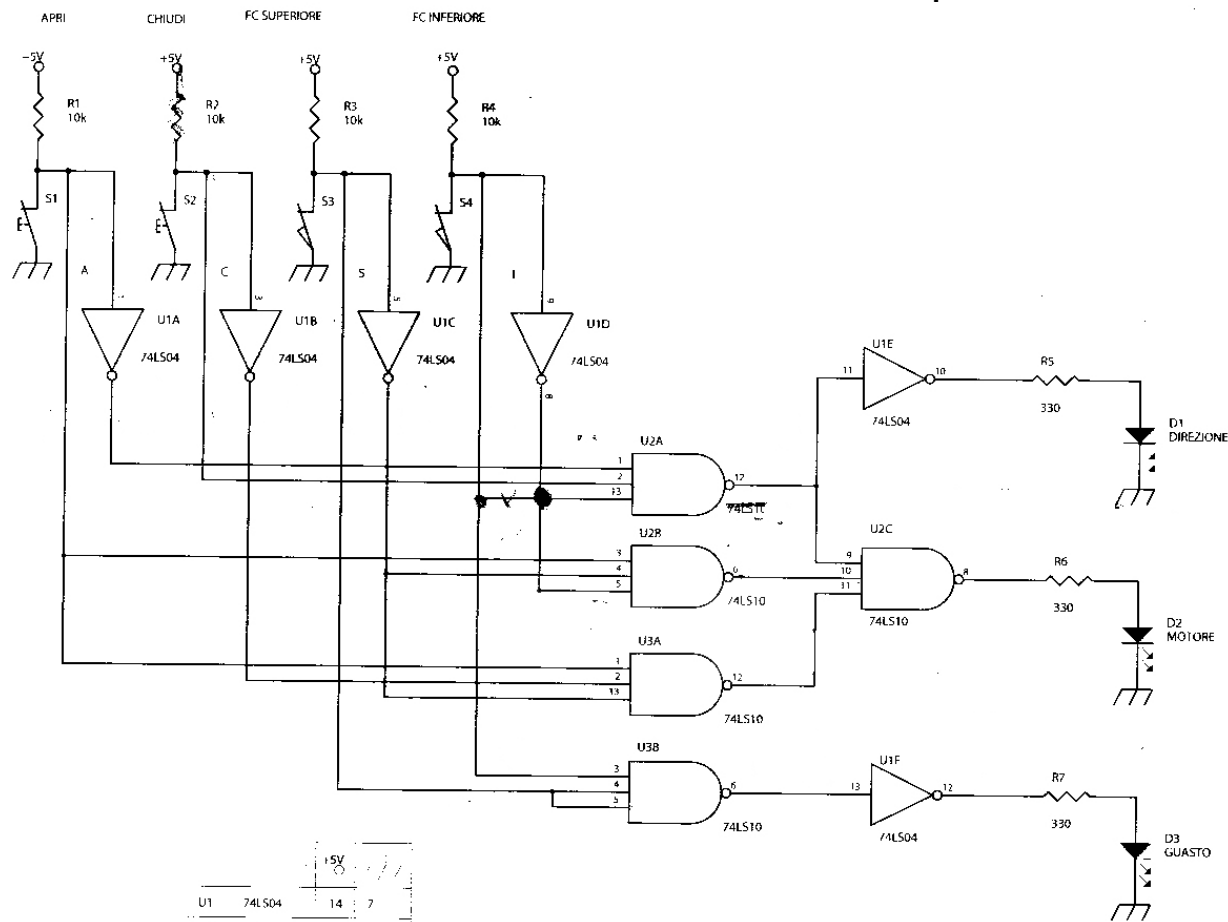 APRI CHIUDI FC SUPERIORE FC INFERIORE
+5V +5V +5V
R1 R2 R3 R4
10k 10k 10k 10k
S1 S2 S3 S4
A C S I
3 5
U1A U1B U1C U1D
74LS04 74LS04 74LS04 74LS04
8
U1E
11 10
74LS04
R5
330
D1
DIREZIONE
U2A
1
2
13
U2B
3
4
5
6
74LS10
U2C
9
10
11
8
74LS10
R6
330
D2
MOTORE
U3A
1
2
13
12
74LS10
U3B
3
4
5
6
74LS10
U1F
13 12
74LS04
R7
330
D3
GUASTO
+5V
U1 74LS04 14 7